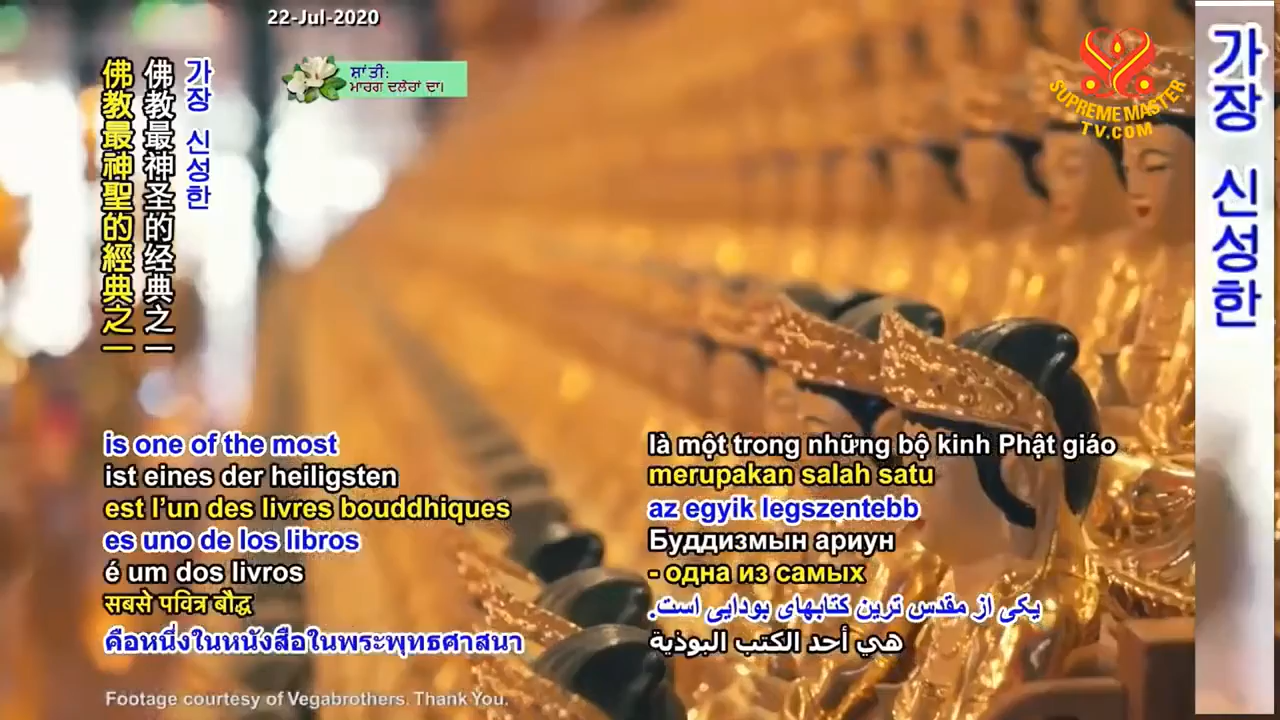 22-Jul-2020
ਸ਼ਾਂਤੀ:
ਮਾਰਗ ਦਲੇਰਾਂ ਦਾ।
SUPREME MASTER
TV.COM
가장 신성한
佛教最神圣的经典之一
佛教最神聖的經典之一
가장 신성한
is one of the most
ist eines der heiligsten
est l’un des livres bouddhiques
es uno de los libros
é um dos livros
सबसे पवित्र बौद्ध
คือหนึ่งในหนังสือในพระพุทธศาสนา
là một trong những bộ kinh Phật giáo
merupakan salah satu
az egyik legszentebb
Буддизмын ариун
- одна из самых
یکی از مقدس ترین کتابهای بودایی است.
هي أحد الكتب البوذية
Footage courtesy of Vegabrothers. Thank You.